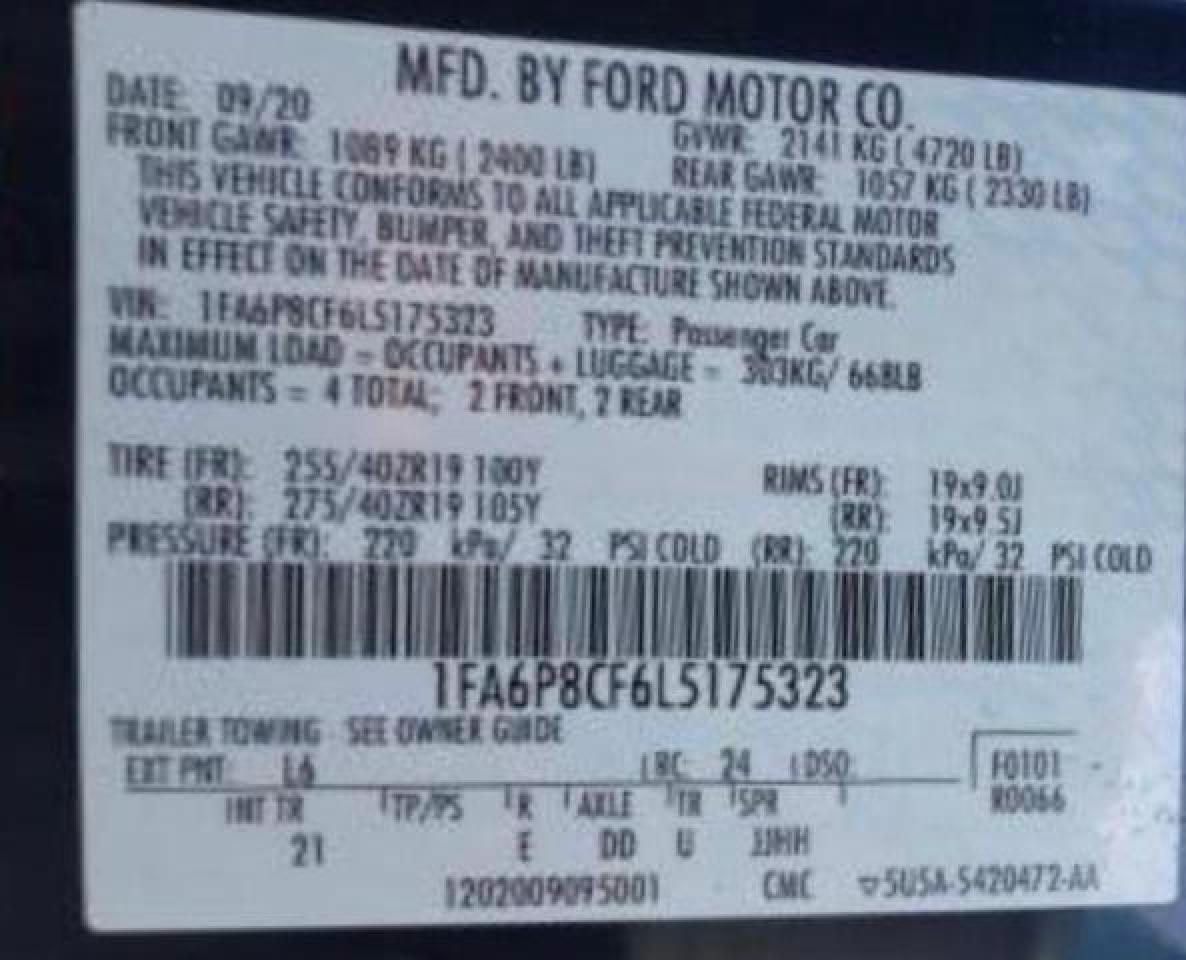 MFD. BY FORD MOTOR CO.
DATE: 09/20 GVWR: 2141 KG ( 4720 LB)
FRONT GAWR: 1089 KG ( 2400 LB) REAR GAWR: 1057 KG ( 2330 LB)
THIS VEHICLE CONFORMS TO ALL APPLICABLE FEDERAL MOTOR
VEHICLE SAFETY, BUMPER, AND THEFT PREVENTION STANDARDS
IN EFFECT ON THE DATE OF MANUFACTURE SHOWN ABOVE.
VIN: 1FA6P8CF6L5175323 TYPE: Passenger Car
MAXIMUM LOAD = OCCUPANTS + LUGGAGE = 303KG/ 668LB
OCCUPANTS = 4 TOTAL; 2 FRONT, 2 REAR
TIRE (FR): 255/40ZR19 100Y RIMS (FR): 19x9.0J
(RR): 275/40ZR19 105Y (RR): 19x9.5J
PRESSURE (FR): 220 kPa/ 32 PSI COLD (RR): 220 kPa/ 32 PSI COLD
1FA6P8CF6L5175323
TRAILER TOWING SEE OWNER GUIDE
EXT PNT: L6 RC: 24 DSO: F0101
INT TR TP/PS R AXLE TR SPR R0066
21 E DD U JJHH
1202009095001 CMC ▽5U5A-S420472-AA